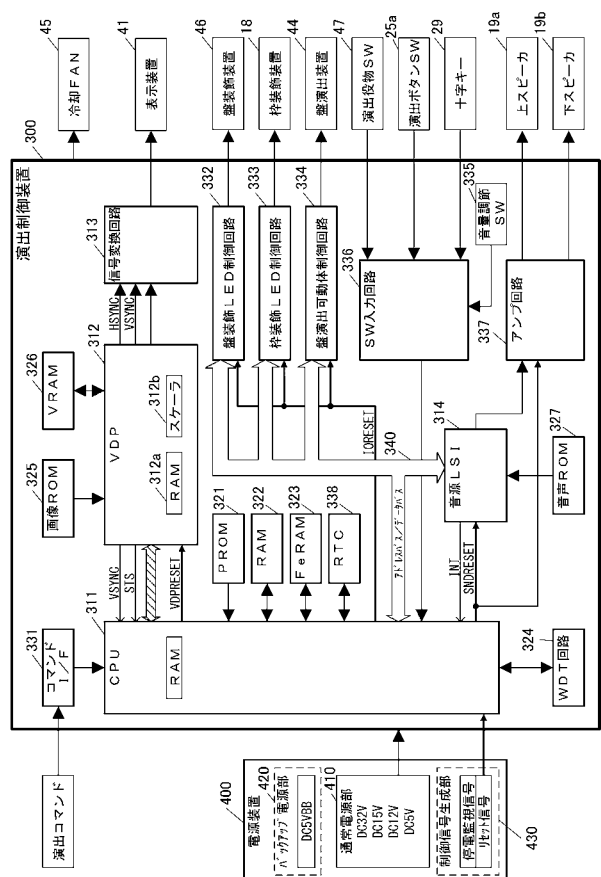 演出制御装置
300
冷却FAN
45
表示装置
41
盤装飾装置
46
枠装飾装置
18
盤演出装置
44
演出役物SW
47
演出ボタンSW
25a
十字キー
29
上スピーカ
19a
下スピーカ
19b
信号変換回路
313
HSYNC
VSYNC
VDP
312
RAM
312a
スケーラ
312b
VRAM
326
画像ROM
325
盤装飾LED制御回路
332
枠装飾LED制御回路
333
盤演出可動体制御回路
334
音量調節
SW
335
SW入力回路
336
アンプ回路
337
IORESET
340
アドレスバス/データバス
音源LSI
314
音声ROM
327
PROM
321
RAM
322
FeRAM
323
RTC
338
VSYNC
STS
VDPRESET
INT
SNDRESET
CPU
311
RAM
コマンド
I/F
331
WDT回路
324
演出コマンド
電源装置
400
バックアップ電源部
420
DC5VBB
通常電源部
410
DC32V
DC15V
DC12V
DC5V
制御信号生成部
停電監視信号
リセット信号
430